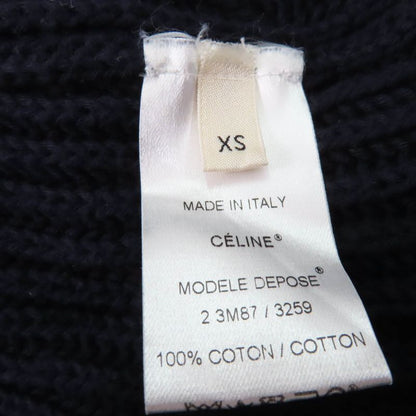 XS
MADE IN ITALY
CÉLINE®
MODELE DEPOSE®
2 3M87 / 3259
100% COTON / COTTON